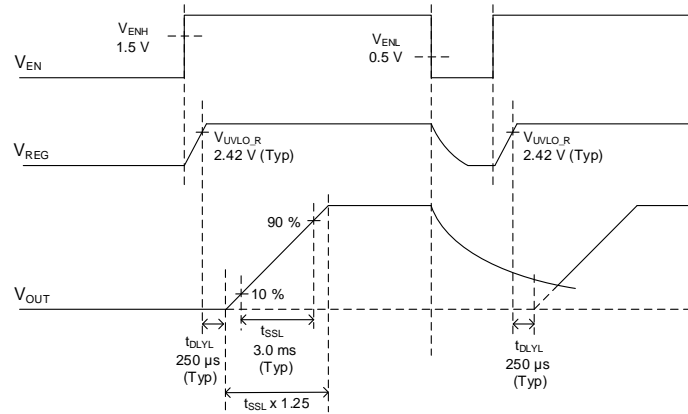 VENH
1.5 V
VENL
0.5 V
VEN
VUVLO_R
2.42 V (Typ)
VUVLO_R
2.42 V (Typ)
VREG
90 %
10 %
VOUT
tDLYL
250 µs
(Typ)
tSSL
3.0 ms
(Typ)
tDLYL
250 µs
(Typ)
tSSL x 1.25